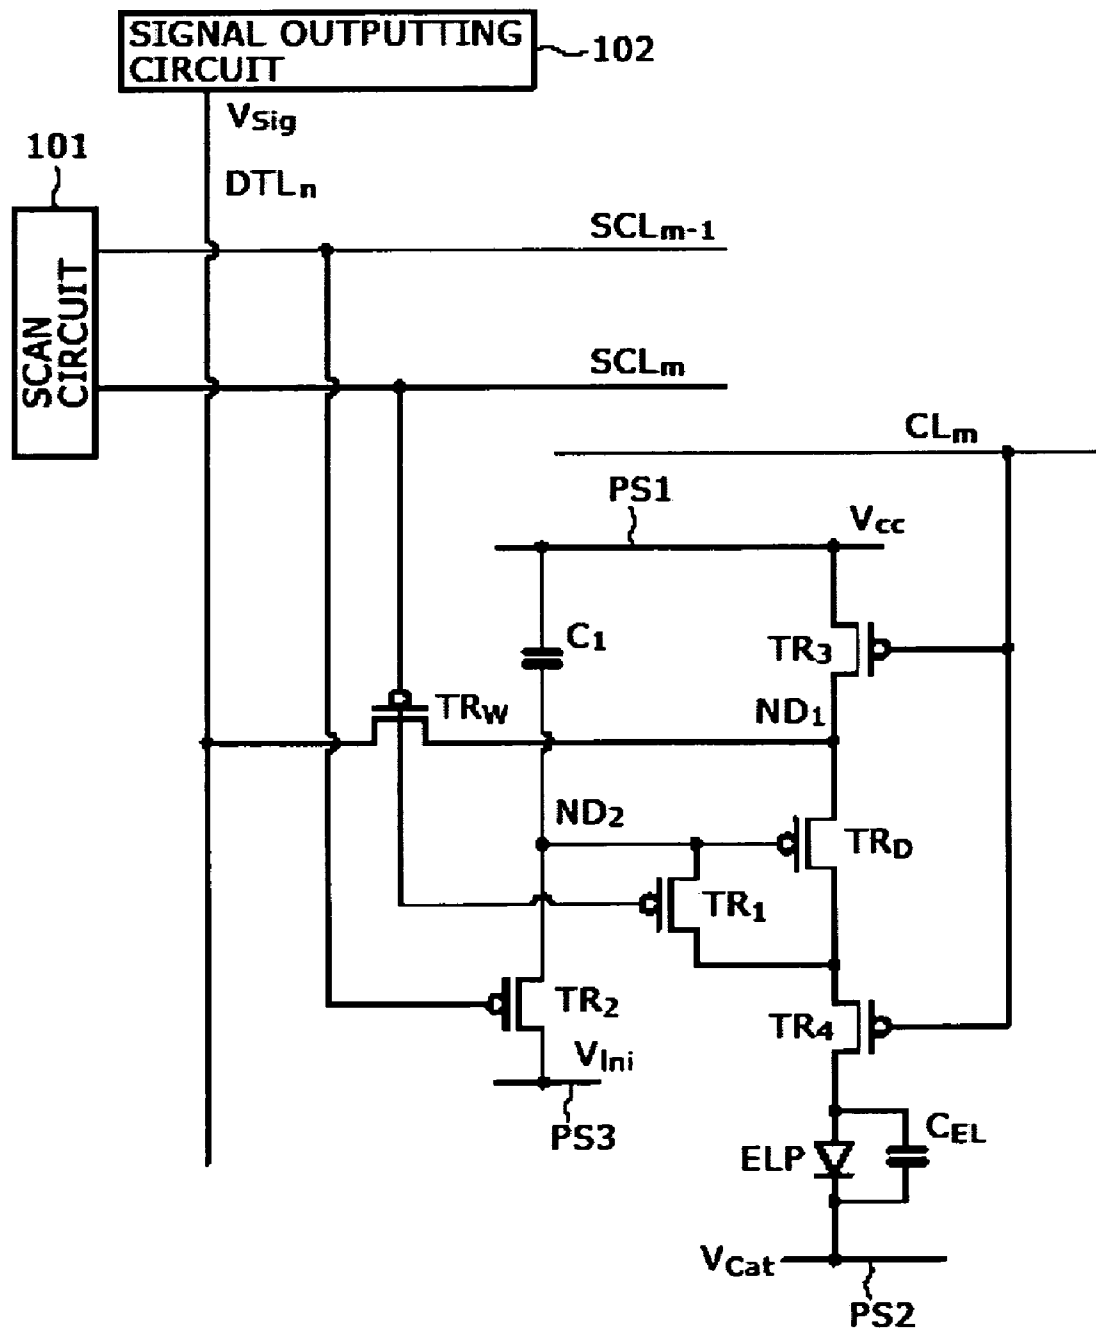 SIGNAL OUTPUTTING
CIRCUIT
102
VSig
101
DTLn
SCLm-1
SCAN
CIRCUIT
SCLm
CLm
PS1
Vcc
C1
TR3
TRW
ND1
ND2
TRD
TR1
TR2
TR4
VIni
PS3
CEL
ELP
VCat
PS2